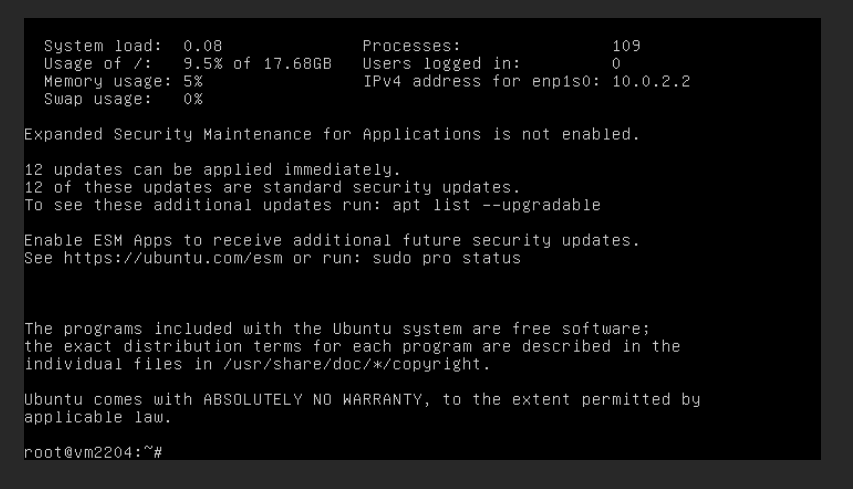 System load: 0.08 Processes: 109
Usage of /: 9.5% of 17.68GB Users logged in: 0
Memory usage: 5% IPv4 address for enp1s0: 10.0.2.2
Swap usage: 0%
Expanded Security Maintenance for Applications is not enabled.
12 updates can be applied immediately.
12 of these updates are standard security updates.
To see these additional updates run: apt list --upgradable
Enable ESM Apps to receive additional future security updates.
See https://ubuntu.com/esm or run: sudo pro status
The programs included with the Ubuntu system are free software;
the exact distribution terms for each program are described in the
individual files in /usr/share/doc/*/copyright.
Ubuntu comes with ABSOLUTELY NO WARRANTY, to the extent permitted by
applicable law.
root@vm2204:~#